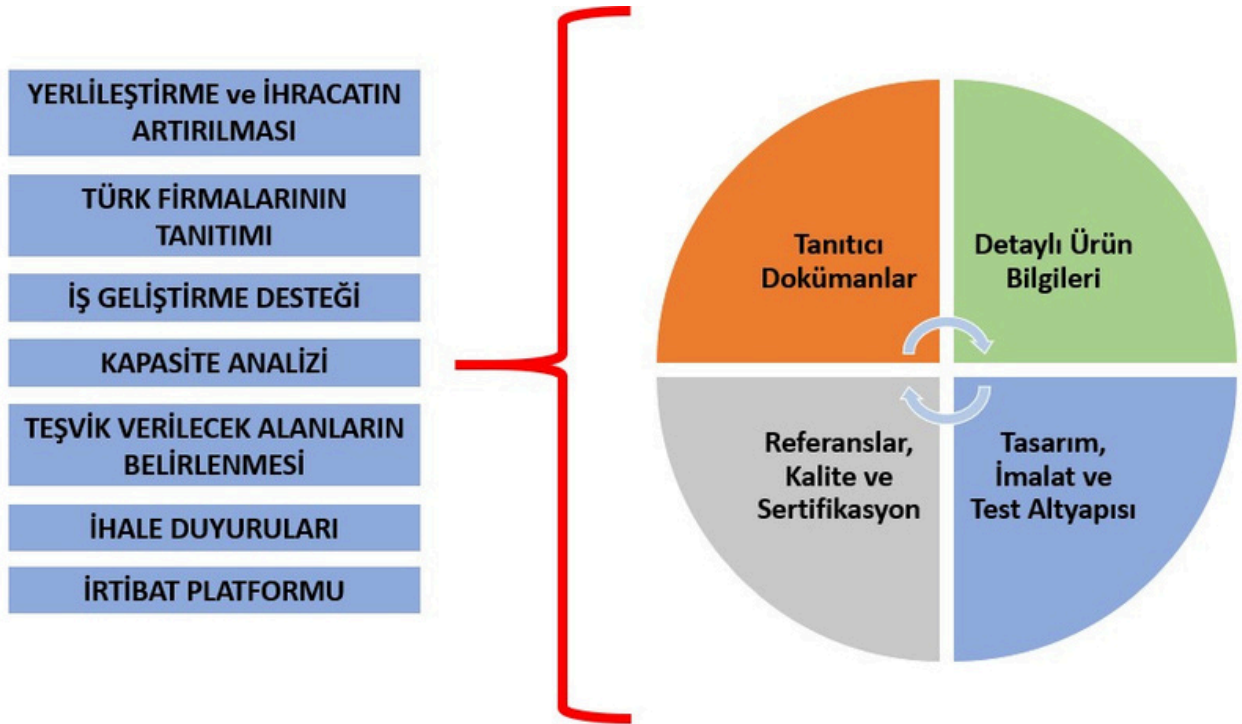 YERLİLEŞTİRME ve İHRACATIN
ARTIRILMASI
TÜRK FİRMALARININ
TANITIMI
İŞ GELİŞTİRME DESTEĞİ
KAPASİTE ANALİZİ
TEŞVİK VERİLECEK ALANLARIN
BELİRLENMESİ
İHALE DUYURULARI
İRTİBAT PLATFORMU
Tanıtıcı
Dokümanlar
Detaylı Ürün
Bilgileri
Referanslar,
Kalite ve
Sertifikasyon
Tasarım,
İmalat ve
Test Altyapısı